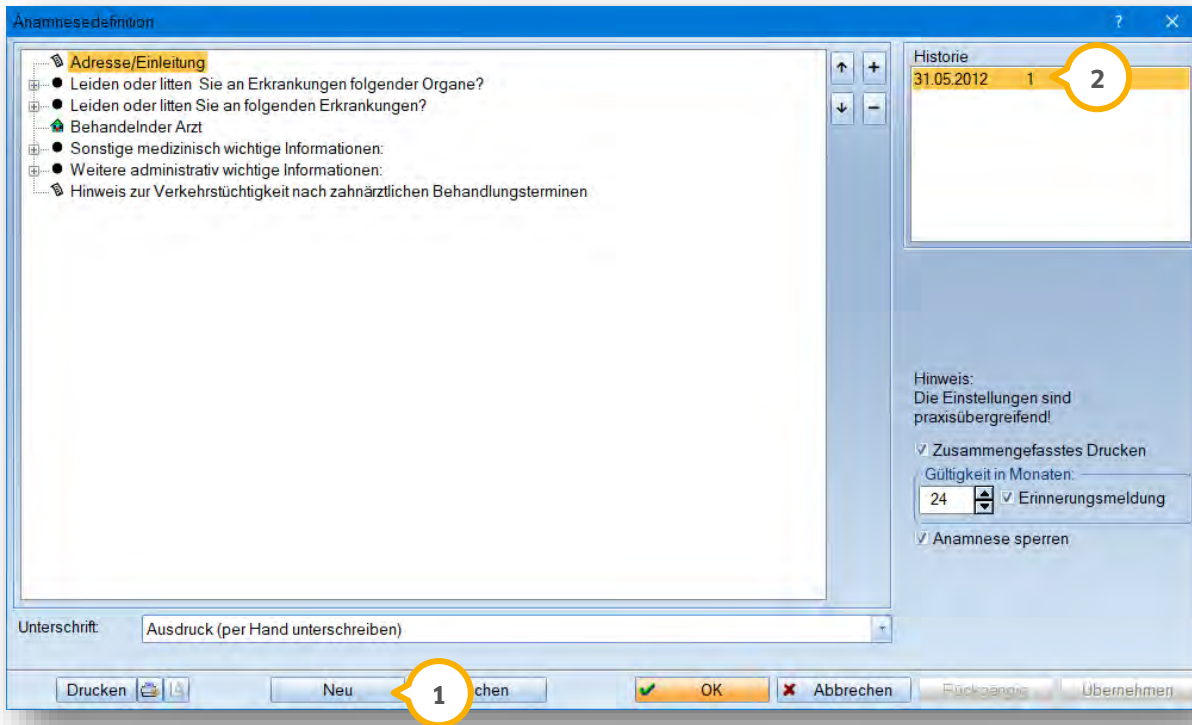 Anamnesedefinition
Adresse/Einleitung
Leiden oder litten Sie an Erkrankungen folgender Organe?
Leiden oder litten Sie an folgenden Erkrankungen?
Behandelnder Arzt
Sonstige medizinisch wichtige Informationen:
Weitere administrativ wichtige Informationen:
Hinweis zur Verkehrstüchtigkeit nach zahnärztlichen Behandlungsterminen
Historie
31.05.2012 1
2
Hinweis:
Die Einstellungen sind
praxisübergreifend!
Zusammengefasstes Drucken
Gültigkeit in Monaten:
24 Erinnerungsmeldung
Anamnese sperren
Unterschrift: Ausdruck (per Hand unterschreiben)
Drucken Neu 1 chen OK Abbrechen Rückgängig Übernehmen